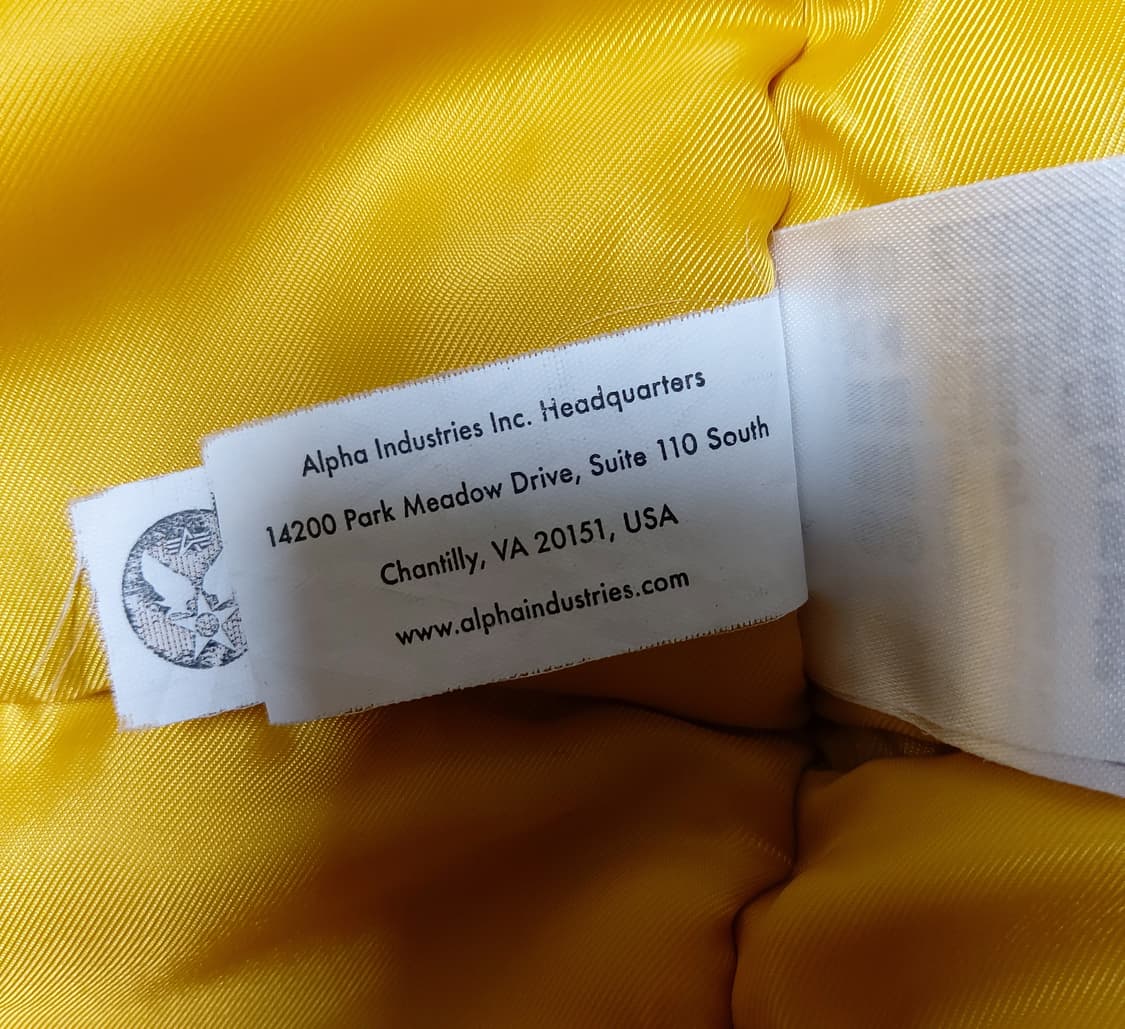 Alpha Industries Inc. Headquarters
14200 Park Meadow Drive, Suite 110 South
Chantilly, VA 20151, USA
www.alphaindustries.com